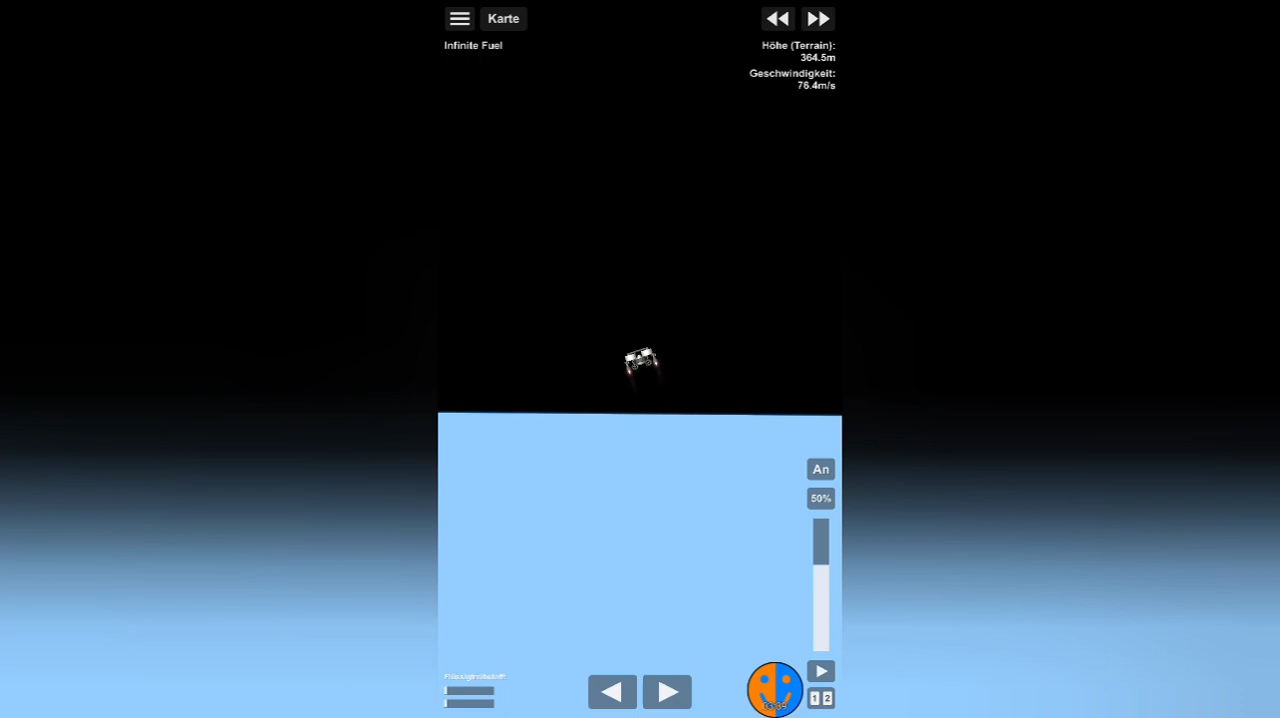 Karte
Infinite Fuel
Höhe (Terrain):
364.5m
Geschwindigkeit:
76.4m/s
An
50%
1 2